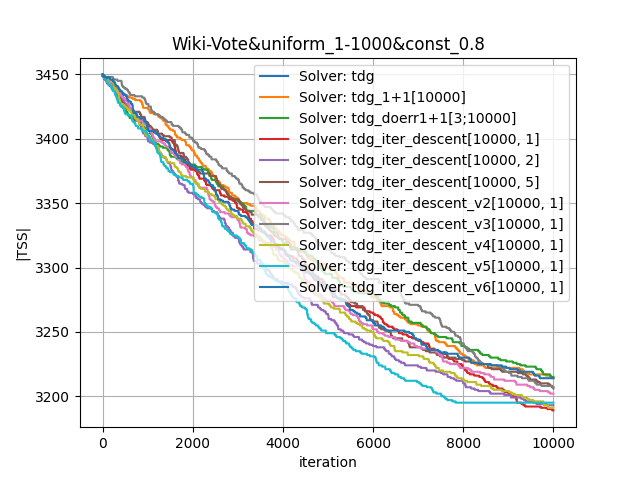 Wiki-Vote&uniform_1-1000&const_0.8
|TSS|
3450
3400
3350
3300
3250
3200
Solver: tdg
Solver: tdg_1+1[10000]
Solver: tdg_doerr1+1[3;10000]
Solver: tdg_iter_descent[10000, 1]
Solver: tdg_iter_descent[10000, 2]
Solver: tdg_iter_descent[10000, 5]
Solver: tdg_iter_descent_v2[10000, 1]
Solver: tdg_iter_descent_v3[10000, 1]
Solver: tdg_iter_descent_v4[10000, 1]
Solver: tdg_iter_descent_v5[10000, 1]
Solver: tdg_iter_descent_v6[10000, 1]
0 2000 4000 6000 8000 10000
iteration